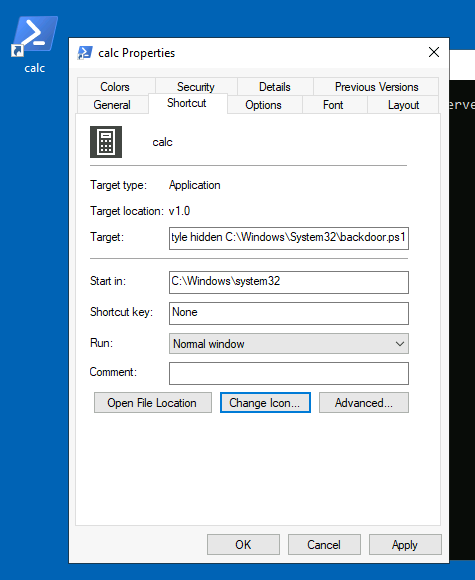 calc
calc Properties
Colors Security Details Previous Versions
General Shortcut Options Font Layout
calc
Target type: Application
Target location: v1.0
Target: tyle hidden C:\Windows\System32\backdoor.ps1
Start in: C:\Windows\system32
Shortcut key: None
Run: Normal window
Comment:
Open File Location Change Icon... Advanced...
OK Cancel Apply
erve